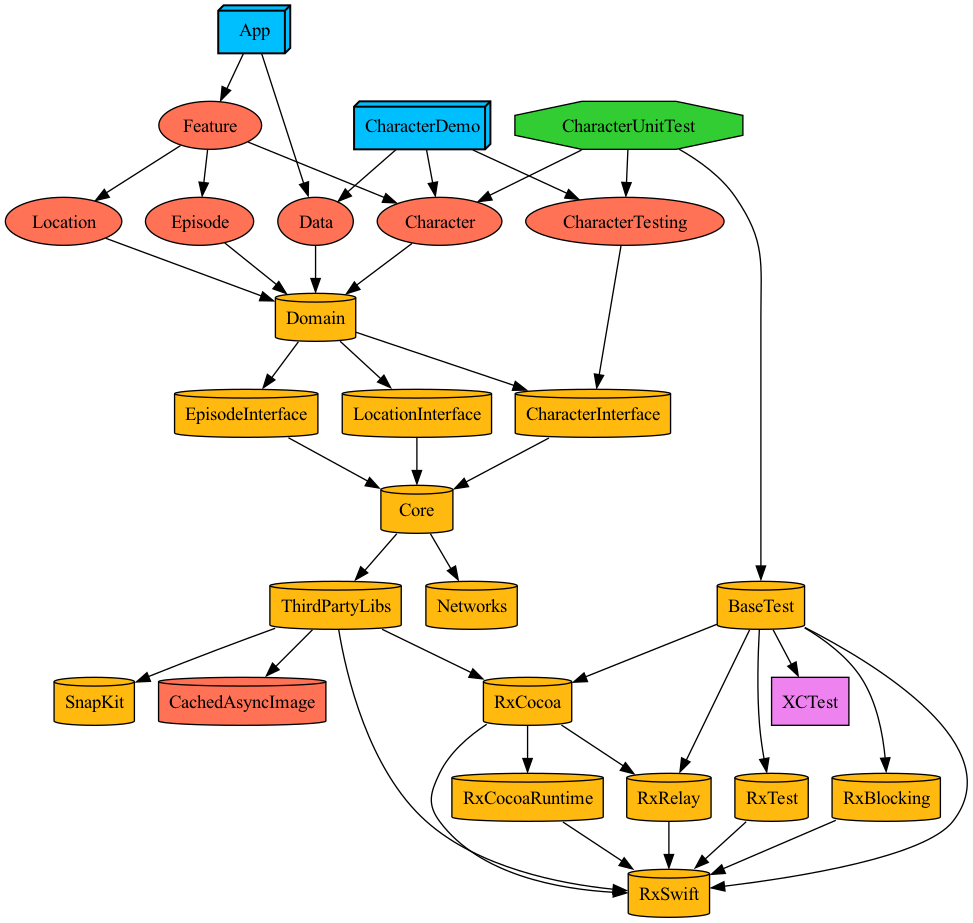 App
Feature
CharacterDemo
CharacterUnitTest
Location
Episode
Data
Character
CharacterTesting
Domain
EpisodeInterface
LocationInterface
CharacterInterface
Core
ThirdPartyLibs
Networks
BaseTest
SnapKit
CachedAsyncImage
RxCocoa
XCTest
RxCocoaRuntime
RxRelay
RxTest
RxBlocking
RxSwift